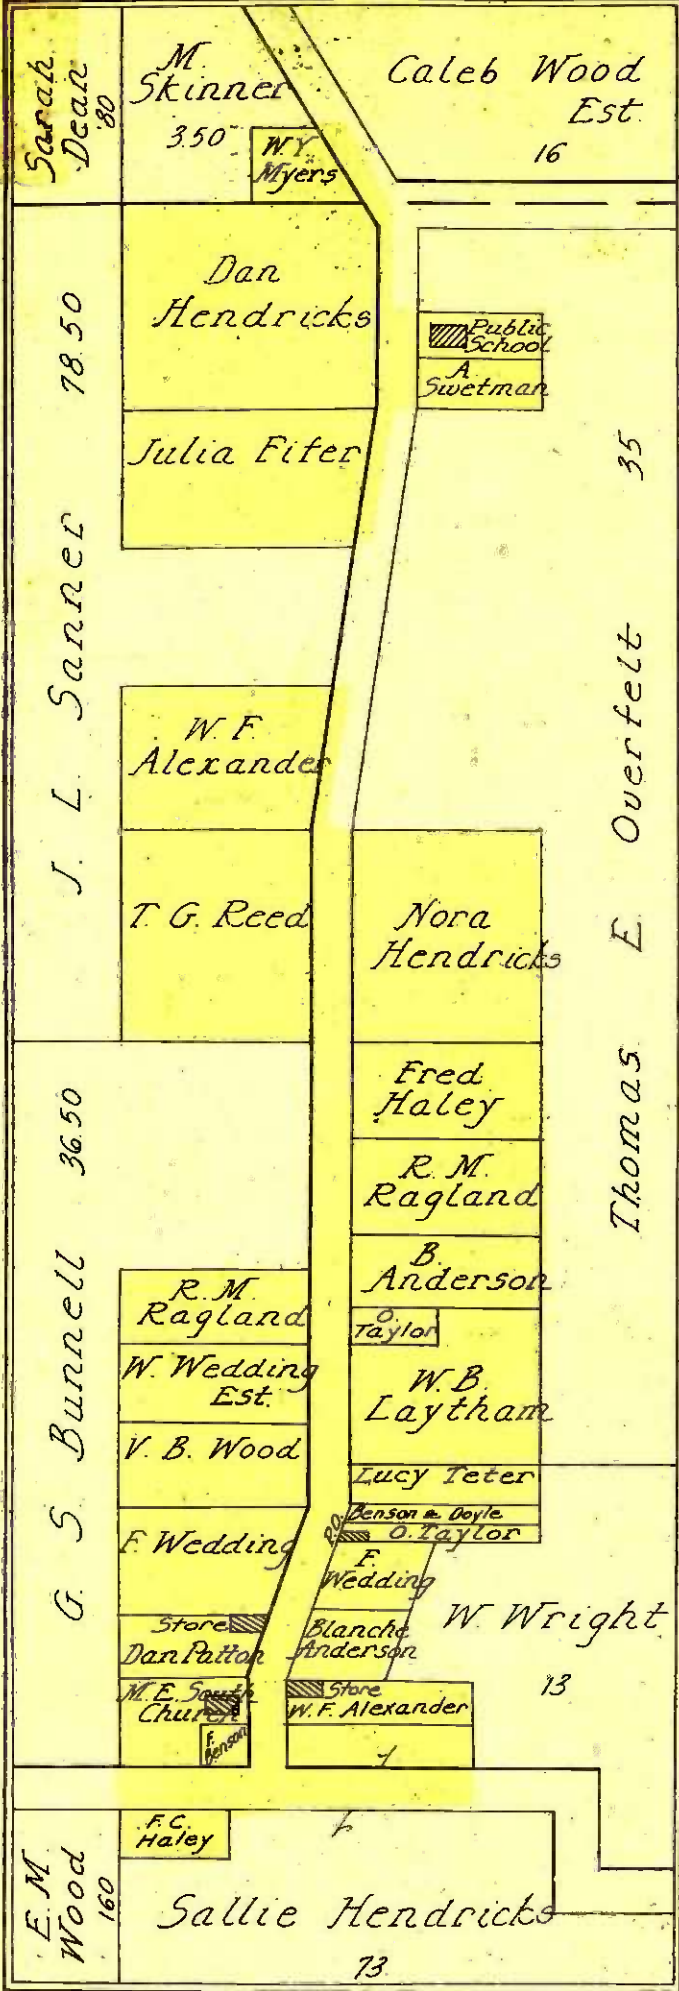 Sarah
Dean
80
M.
Skinner
3.50
W.Y.
Myers
Caleb Wood
Est.
16
Dan
Hendricks
Public
School
A.
Swetman
J. L. Sanner 78.50
Julia Fifer
Thomas E. Overfelt 35
W. F.
Alexander
T. G. Reed
Nora
Hendricks
Fred
Haley
R. M.
Ragland
B.
Anderson
O.
Taylor
W. B.
Laytham
Lucy Teter
Benson & Doyle
P.O.
O. Taylor
G. S. Bunnell 36.50
R. M.
Ragland
W. Wedding
Est.
V. B. Wood
F. Wedding
F.
Wedding
Store
Dan Patton
Blanche
Anderson
W. Wright
13
M. E. South
Church
F.
Benson
Store
W. F. Alexander
E. M.
Wood
160
F. C.
Haley
Sallie Hendricks
73